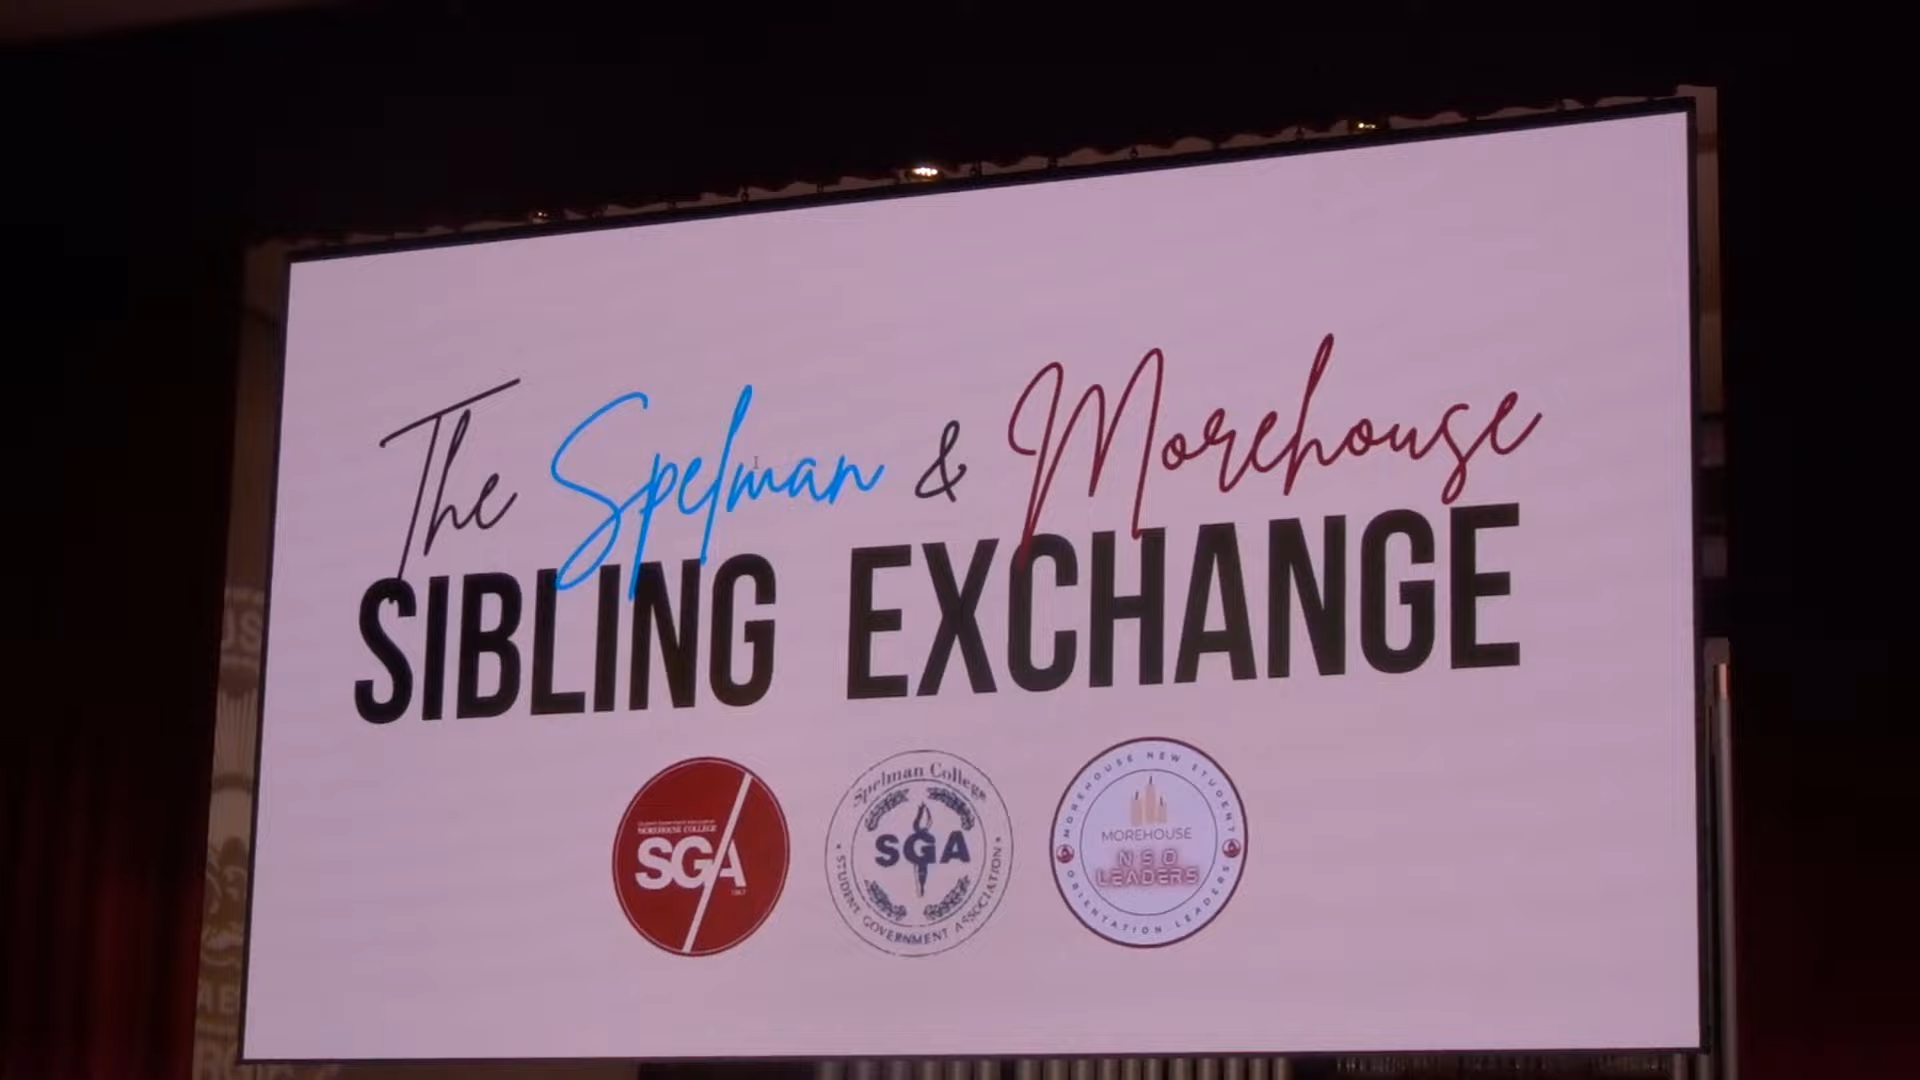 The Spelman & Morehouse
SIBLING EXCHANGE
MOREHOUSE COLLEGE
SGA
Spelman College
SGA
STUDENT GOVERNMENT ASSOCIATION
MOREHOUSE NEW STUDENT
MOREHOUSE
NSO
LEADERS
ORIENTATION LEADERS